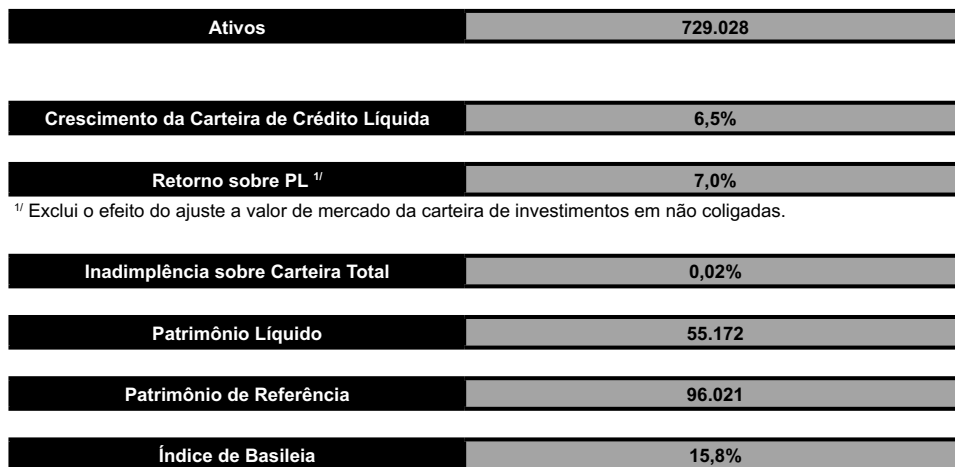 Ativos 729.028
Crescimento da Carteira de Crédito Líquida 6,5%
Retorno sobre PL 1/ 7,0%
1/ Exclui o efeito do ajuste a valor de mercado da carteira de investimentos em não coligadas.
Inadimplência sobre Carteira Total 0,02%
Patrimônio Líquido 55.172
Patrimônio de Referência 96.021
Índice de Basileia 15,8%